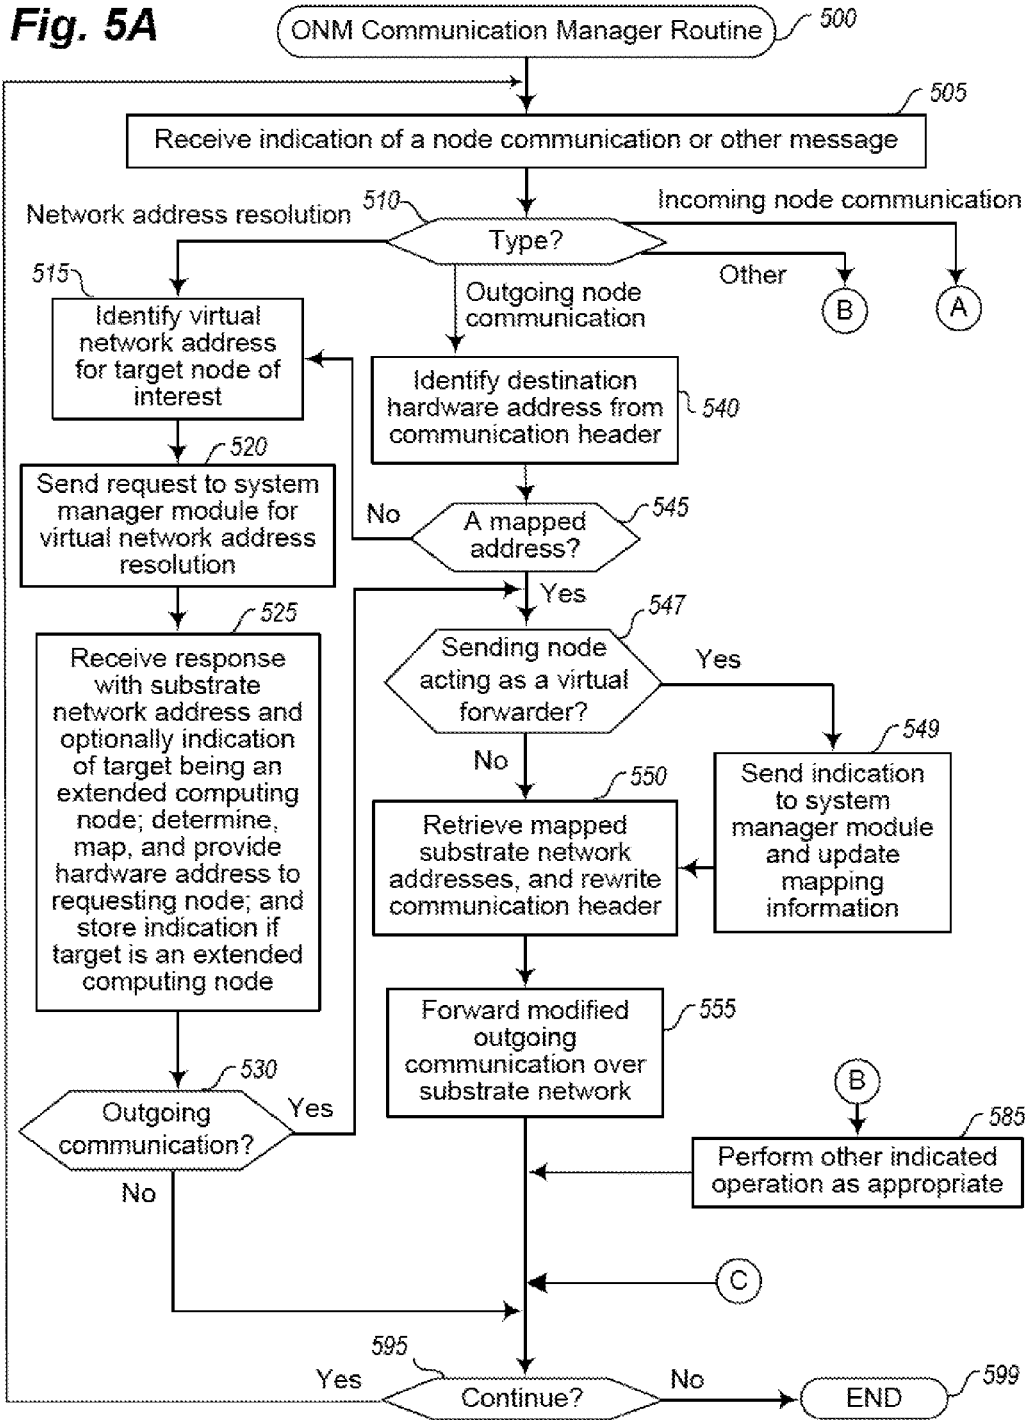 Fig. 5A
ONM Communication Manager Routine
500
505
Receive indication of a node communication or other message
Network address resolution
510
Type?
Incoming node communication
Other
B
A
Outgoing node
communication
515
Identify virtual
network address
for target node of
interest
Identify destination
hardware address from
communication header
540
520
Send request to system
manager module for
virtual network address
resolution
No
A mapped
address?
545
Yes
525
Receive response
with substrate
network address and
optionally indication
of target being an
extended computing
node; determine,
map, and provide
hardware address to
requesting node; and
store indication if
target is an extended
computing node
547
Sending node
acting as a virtual
forwarder?
Yes
No
549
Send indication
to system
manager module
and update
mapping
information
550
Retrieve mapped
substrate network
addresses, and rewrite
communication header
Forward modified
outgoing
communication over
substrate network
555
530
Outgoing
communication?
Yes
No
B
585
Perform other indicated
operation as appropriate
C
595
Yes
Continue?
No
END
599